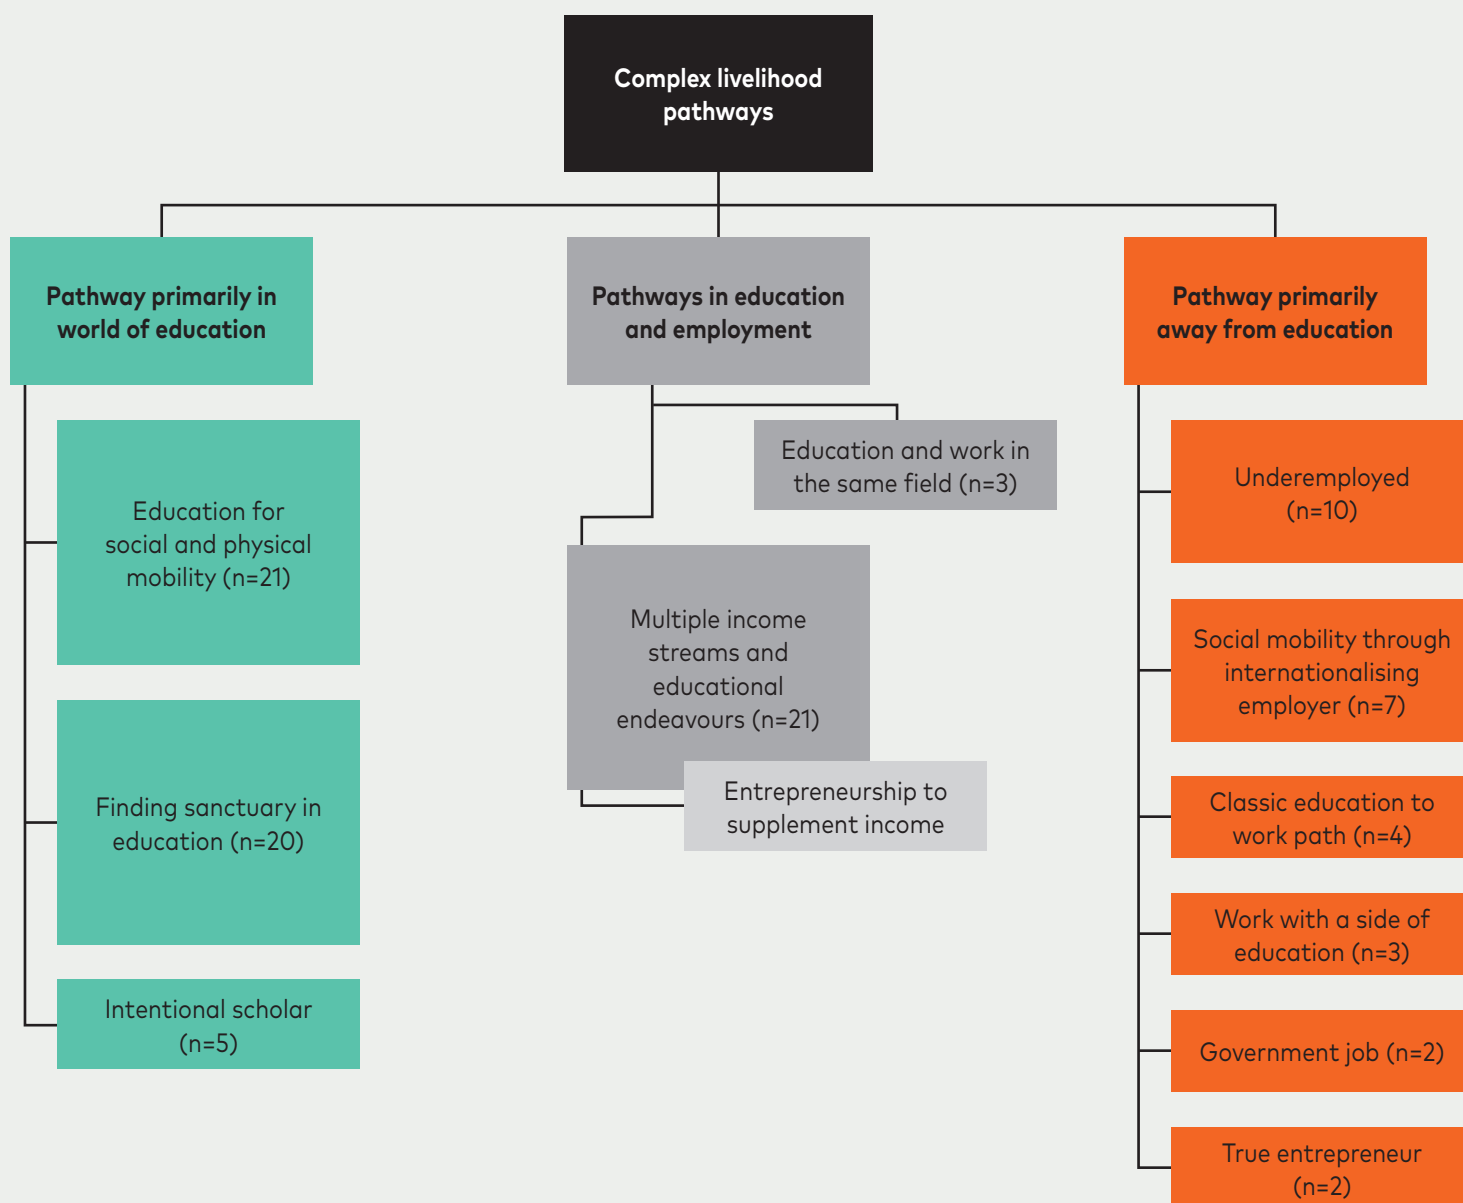 Complex livelihood
pathways
Pathway primarily in
world of education
Education for
social and physical
mobility (n=21)
Finding sanctuary in
education (n=20)
Intentional scholar
(n=5)
Pathways in education
and employment
Education and work in
the same field (n=3)
Multiple income
streams and
educational
endeavours (n=21)
Entrepreneurship to
supplement income
Pathway primarily
away from education
Underemployed
(n=10)
Social mobility through
internationalising
employer (n=7)
Classic education to
work path (n=4)
Work with a side of
education (n=3)
Government job (n=2)
True entrepreneur
(n=2)